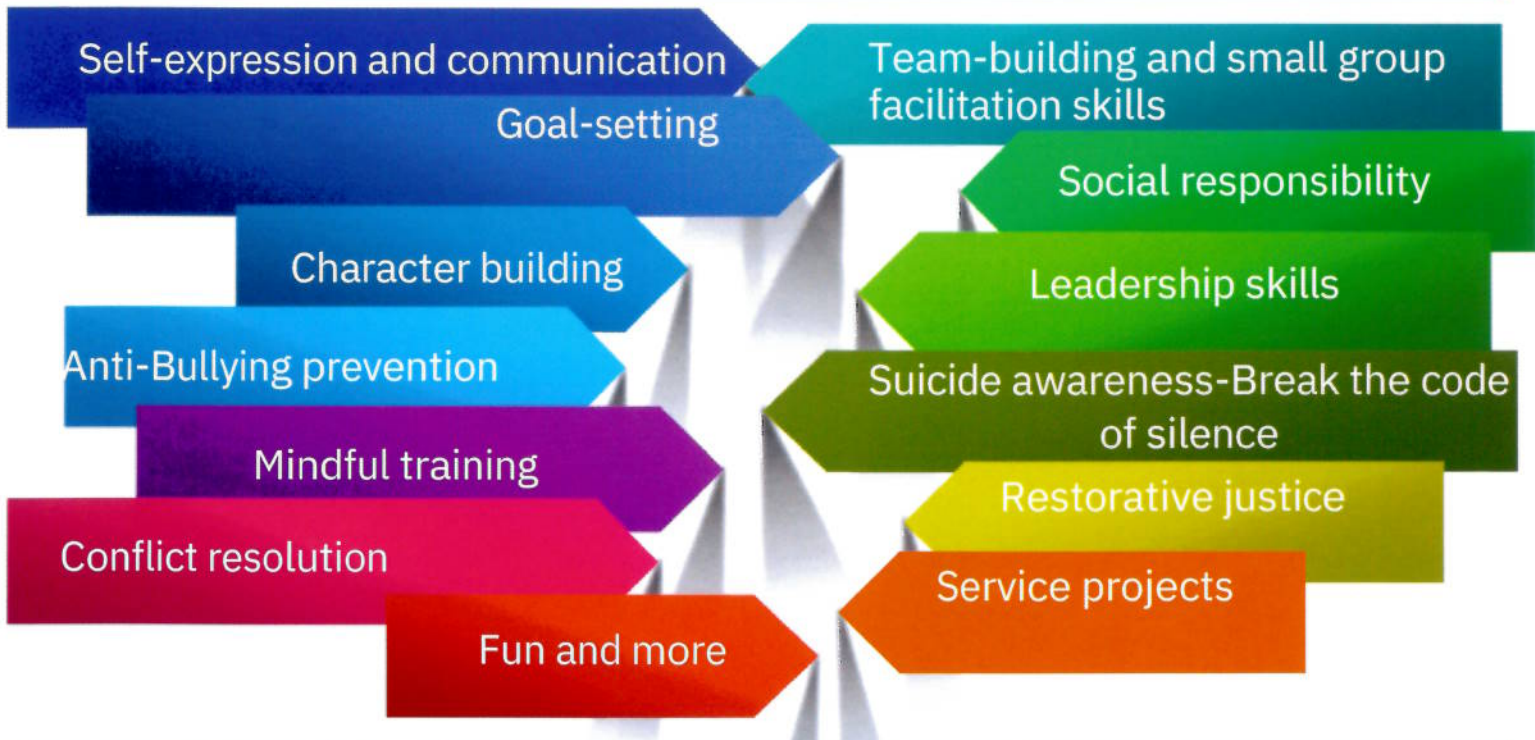 Self-expression and communication
Goal-setting
Character building
Anti-Bullying prevention
Mindful training
Conflict resolution
Fun and more
Team-building and small group
facilitation skills
Social responsibility
Leadership skills
Suicide awareness-Break the code
of silence
Restorative justice
Service projects